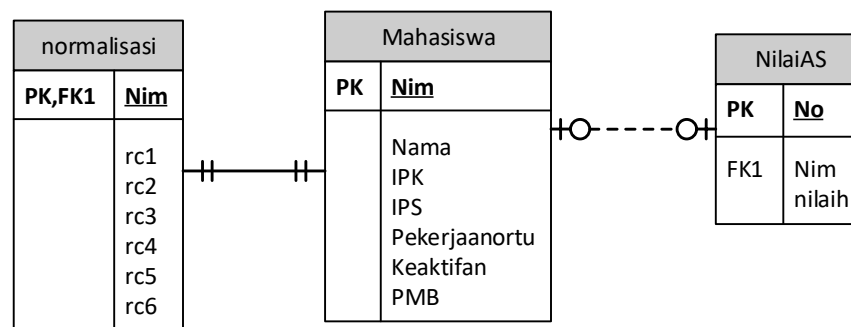 normalisasi
PK,FK1 Nim
rc1
rc2
rc3
rc4
rc5
rc6
Mahasiswa
PK Nim
Nama
IPK
IPS
Pekerjaanortu
Keaktifan
PMB
NilaiAS
PK No
FK1 Nim
nilaih